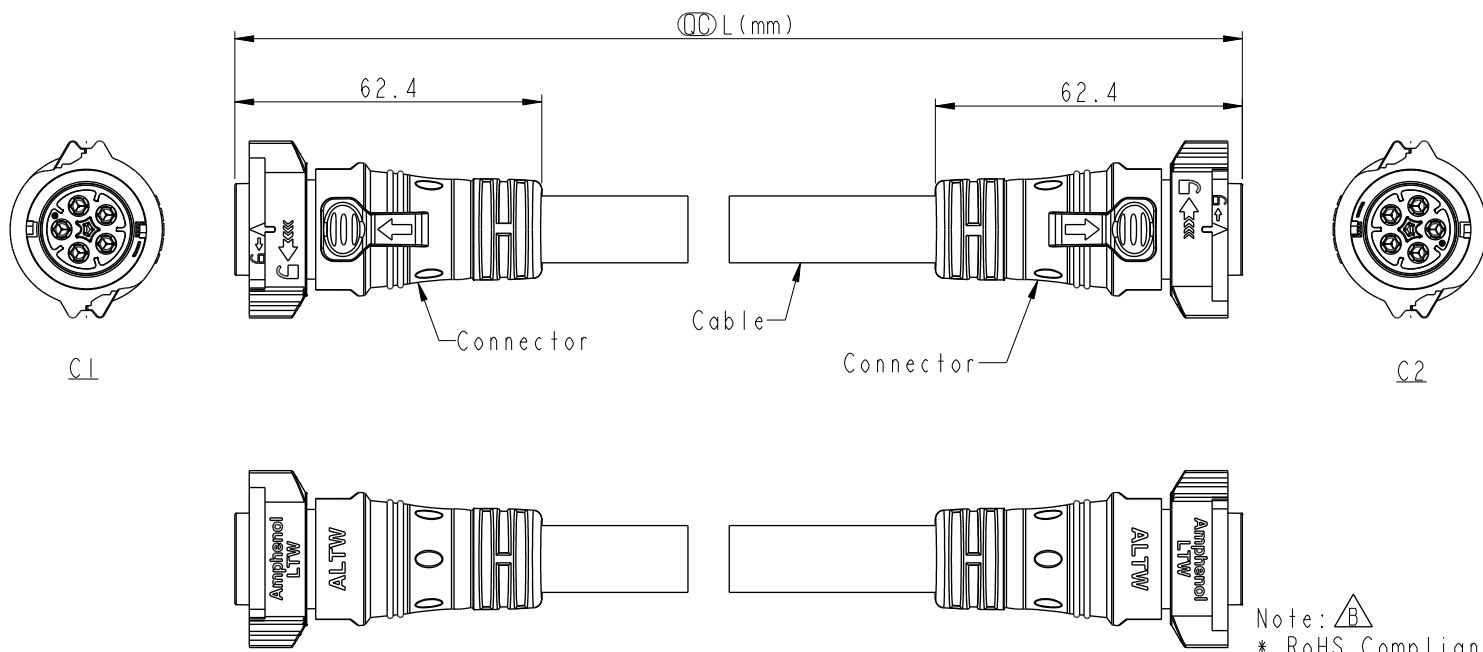 QC L(mm)
62.4
62.4
Connector
Cable
Connector
C1
C2
Amphenol
LTW
ALTW
ALTW
Amphenol
LTW
Note: B
* RoHS Complian